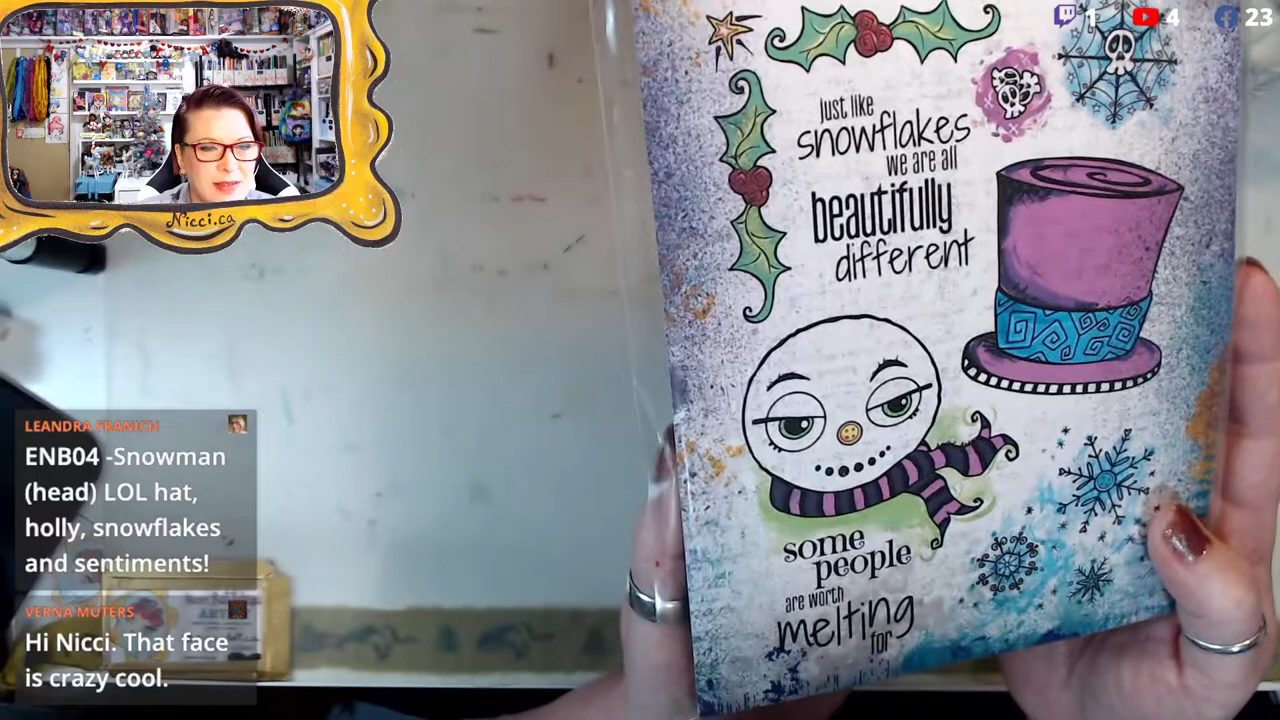 1
4
23
Nicci.ca
just like
snowflakes
we are all
beautifully
different
some
people
are worth
melting
for
LEANDRA FRANICH
ENB04 -Snowman
(head) LOL hat,
holly, snowflakes
and sentiments!
VERNA MUTERS
Hi Nicci. That face
is crazy cool.